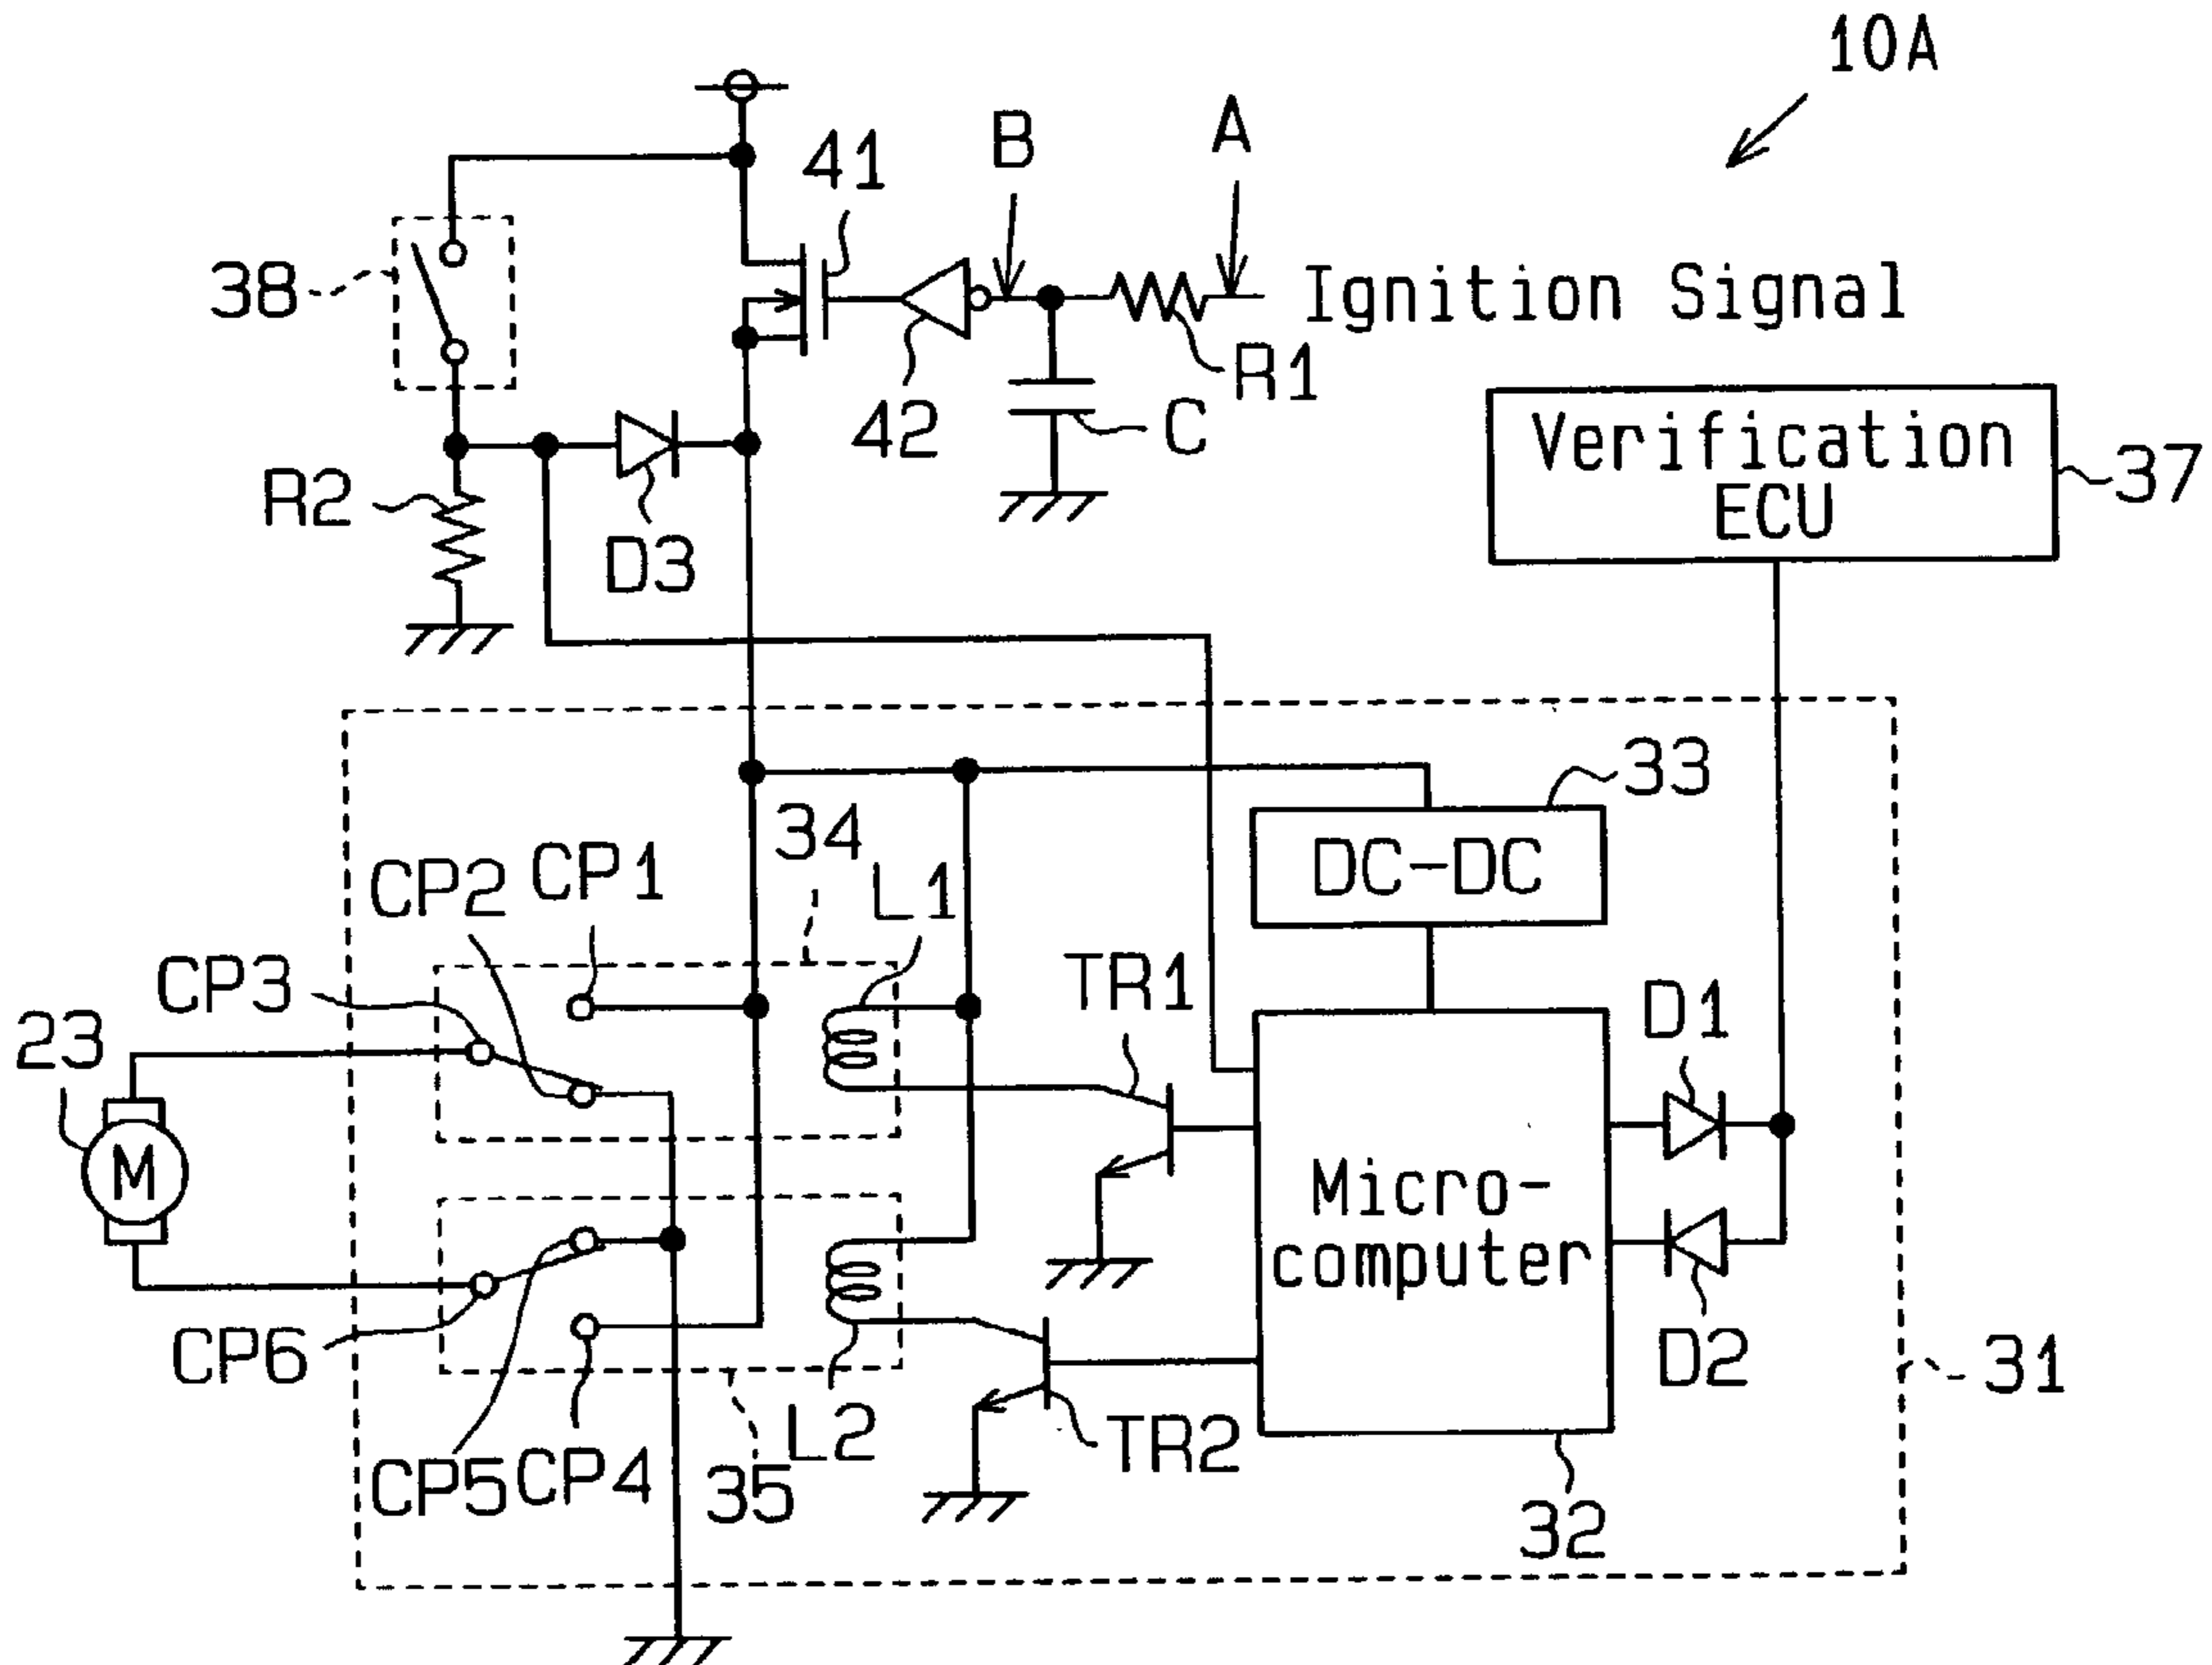 10A
B
A
41
38
Ignition Signal
R1
42
C
Verification
ECU
37
R2
D3
33
34
DC-DC
CP2
CP1
L1
CP3
TR1
D1
23
M
Micro-
computer
CP6
D2
31
CP5
CP4
35
L2
TR2
32